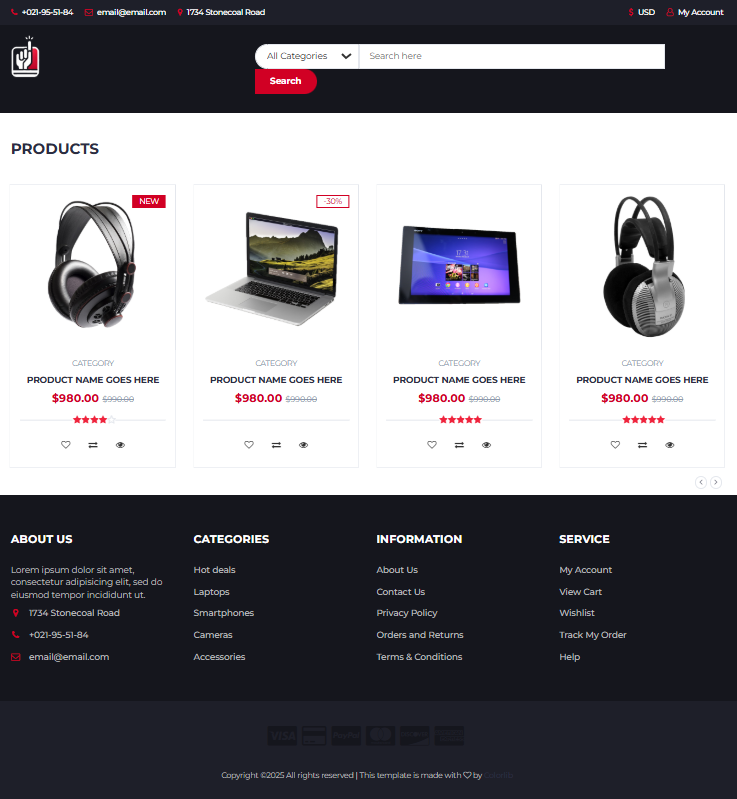 +021-95-51-84 email@email.com 1734 Stonecoal Road $ USD My Account
All Categories Search here
Search
PRODUCTS
NEW
-30%
CATEGORY CATEGORY CATEGORY CATEGORY
PRODUCT NAME GOES HERE PRODUCT NAME GOES HERE PRODUCT NAME GOES HERE PRODUCT NAME GOES HERE
$980.00 $990.00 $980.00 $990.00 $980.00 $990.00 $980.00 $990.00
ABOUT US CATEGORIES INFORMATION SERVICE
Lorem ipsum dolor sit amet,
consectetur adipisicing elit, sed do
eiusmod tempor incididunt ut.
1734 Stonecoal Road
+021-95-51-84
email@email.com
Hot deals
Laptops
Smartphones
Cameras
Accessories
About Us
Contact Us
Privacy Policy
Orders and Returns
Terms & Conditions
My Account
View Cart
Wishlist
Track My Order
Help
VISA PayPal
Copyright ©2025 All rights reserved | This template is made with ♡ by